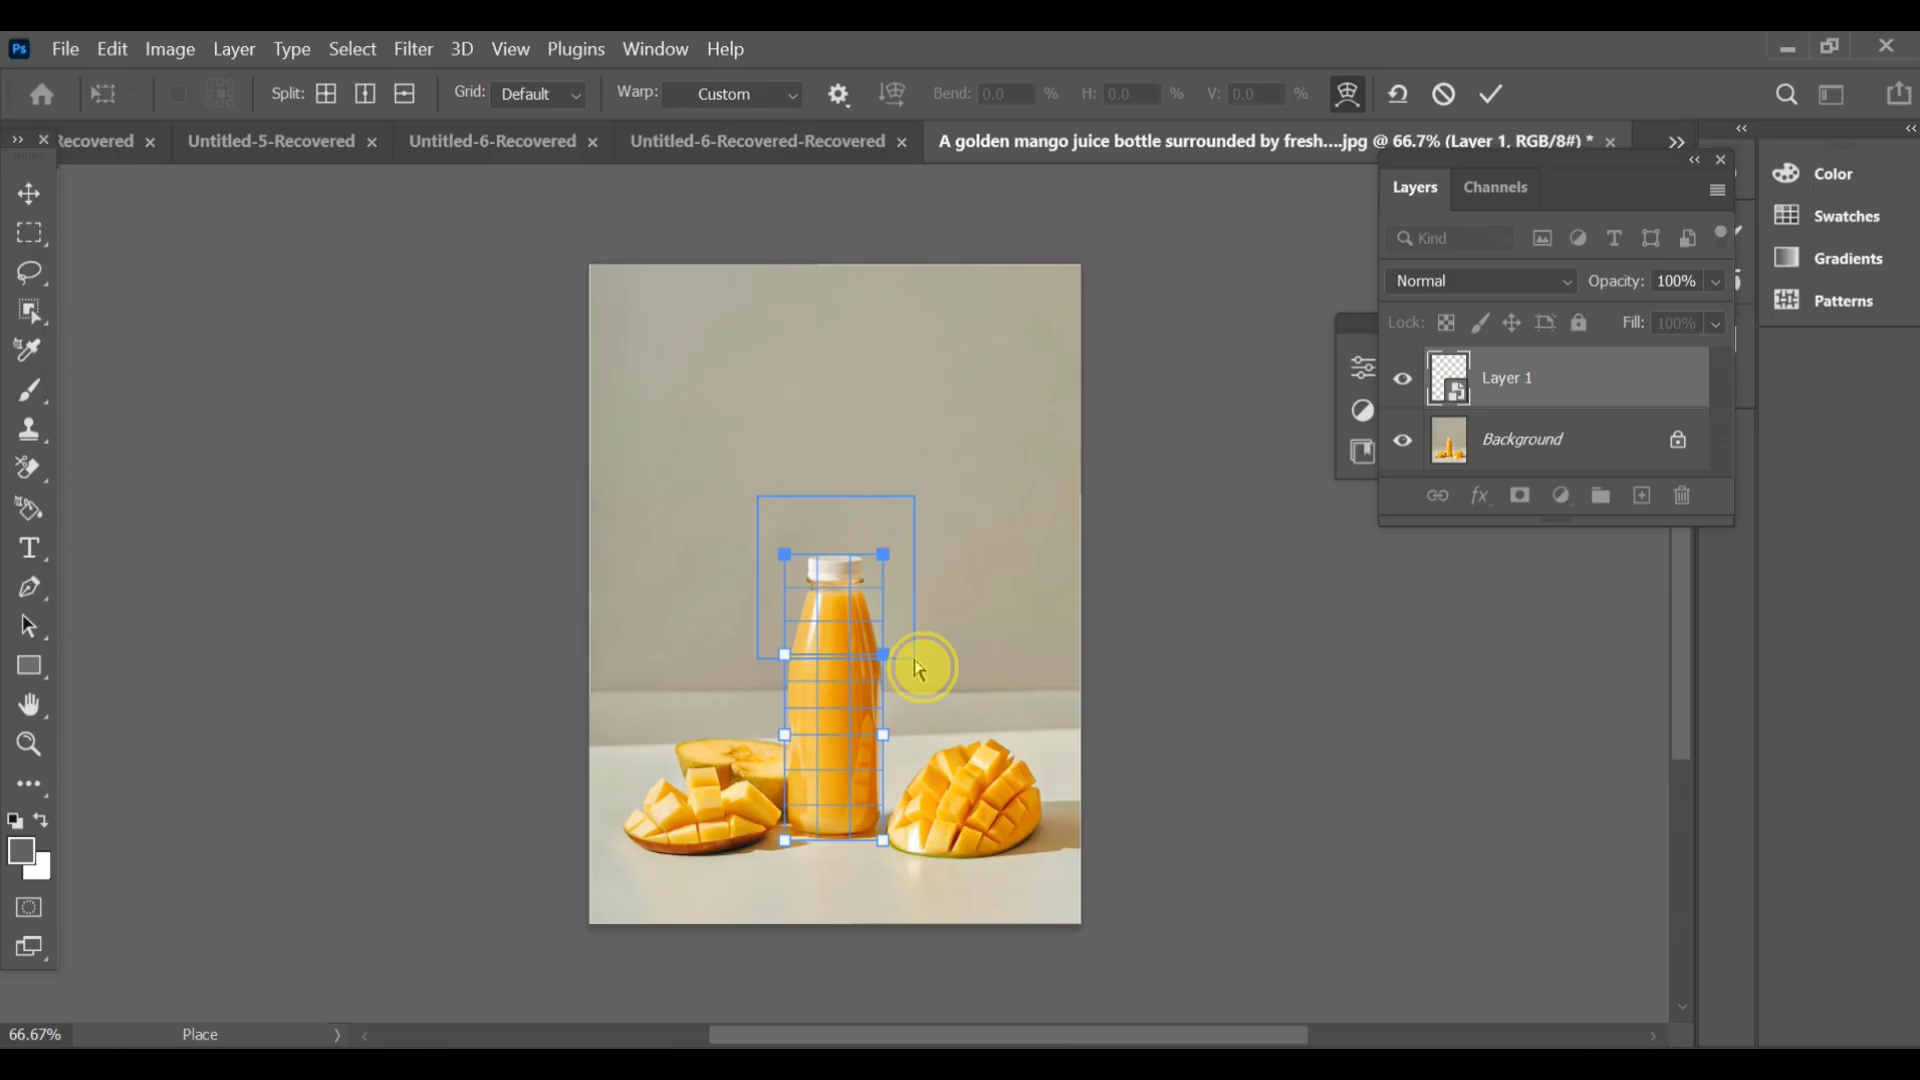 Ps File Edit Image Layer Type Select Filter 3D View Plugins Window Help
Split: Grid: Default Warp: Custom Bend: 0.0 % H: 0.0 % V: 0.0 %
Recovered × Untitled-5-Recovered × Untitled-6-Recovered × Untitled-6-Recovered-Recovered × A golden mango juice bottle surrounded by fresh....jpg @ 66.7% (Layer 1, RGB/8#) * ×
Layers Channels
Kind
Normal Opacity: 100%
Lock: Fill: 100%
Layer 1
Background
Color
Swatches
Gradients
Patterns
66.67% Place